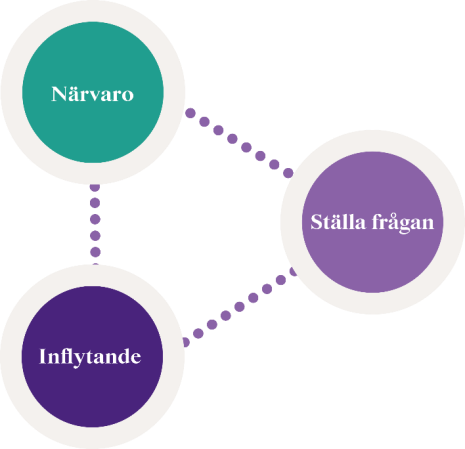 Närvaro
Ställa frågan
Inflytande